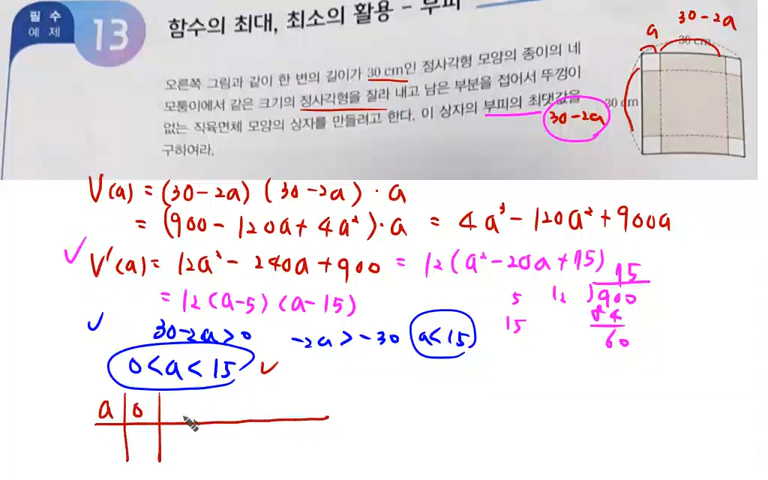 필수 예제 13 함수의 최대, 최소의 활용 - 부피
오른쪽 그림과 같이 한 변의 길이가 30 cm인 정사각형 모양의 종이의 네
모퉁이에서 같은 크기의 정사각형을 잘라 내고 남은 부분을 접어서 뚜껑이
없는 직육면체 모양의 상자를 만들려고 한다. 이 상자의 부피의 최댓값을
구하여라.
a 30-2a
30 cm
30 cm
30-2a
V(a) = (30-2a) (30-2a) · a
= (900-120a+4a²)·a = 4a³-120a²+900a
V'(a) = 12a²-240a+900 = 12(a²-20a+75)
= 12(a-5)(a-15)
5 15
75
12)900
84
60
30-2a>0 -2a>-30 a<15
0<a<15
a 0